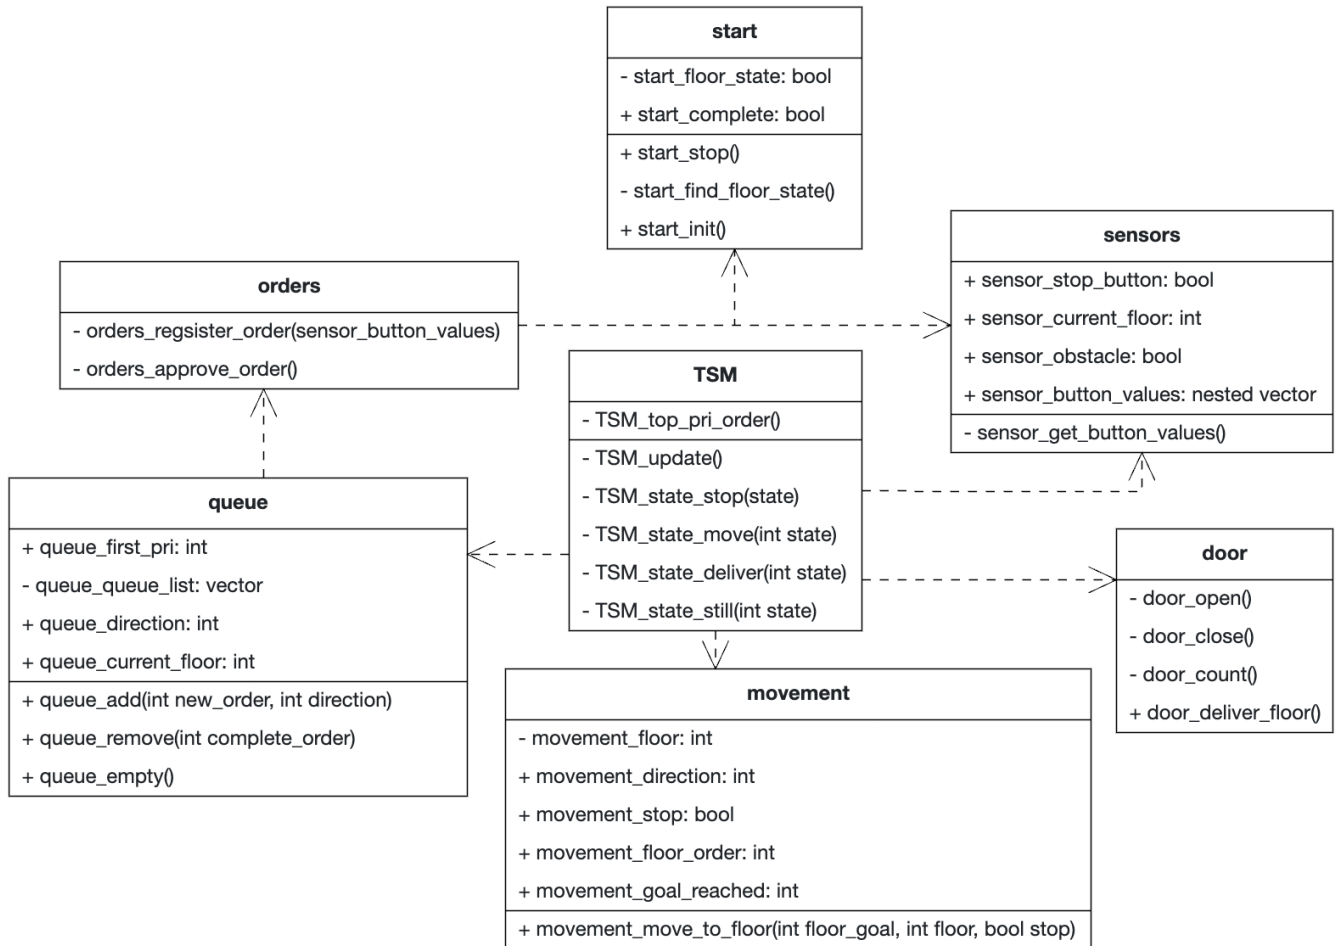 start
- start_floor_state: bool
+ start_complete: bool
+ start_stop()
- start_find_floor_state()
+ start_init()
sensors
+ sensor_stop_button: bool
+ sensor_current_floor: int
+ sensor_obstacle: bool
+ sensor_button_values: nested vector
- sensor_get_button_values()
orders
- orders_regsister_order(sensor_button_values)
- orders_approve_order()
TSM
- TSM_top_pri_order()
- TSM_update()
- TSM_state_stop(state)
- TSM_state_move(int state)
- TSM_state_deliver(int state)
- TSM_state_still(int state)
queue
+ queue_first_pri: int
- queue_queue_list: vector
+ queue_direction: int
+ queue_current_floor: int
+ queue_add(int new_order, int direction)
+ queue_remove(int complete_order)
+ queue_empty()
door
- door_open()
- door_close()
- door_count()
+ door_deliver_floor()
movement
- movement_floor: int
+ movement_direction: int
+ movement_stop: bool
+ movement_floor_order: int
+ movement_goal_reached: int
+ movement_move_to_floor(int floor_goal, int floor, bool stop)